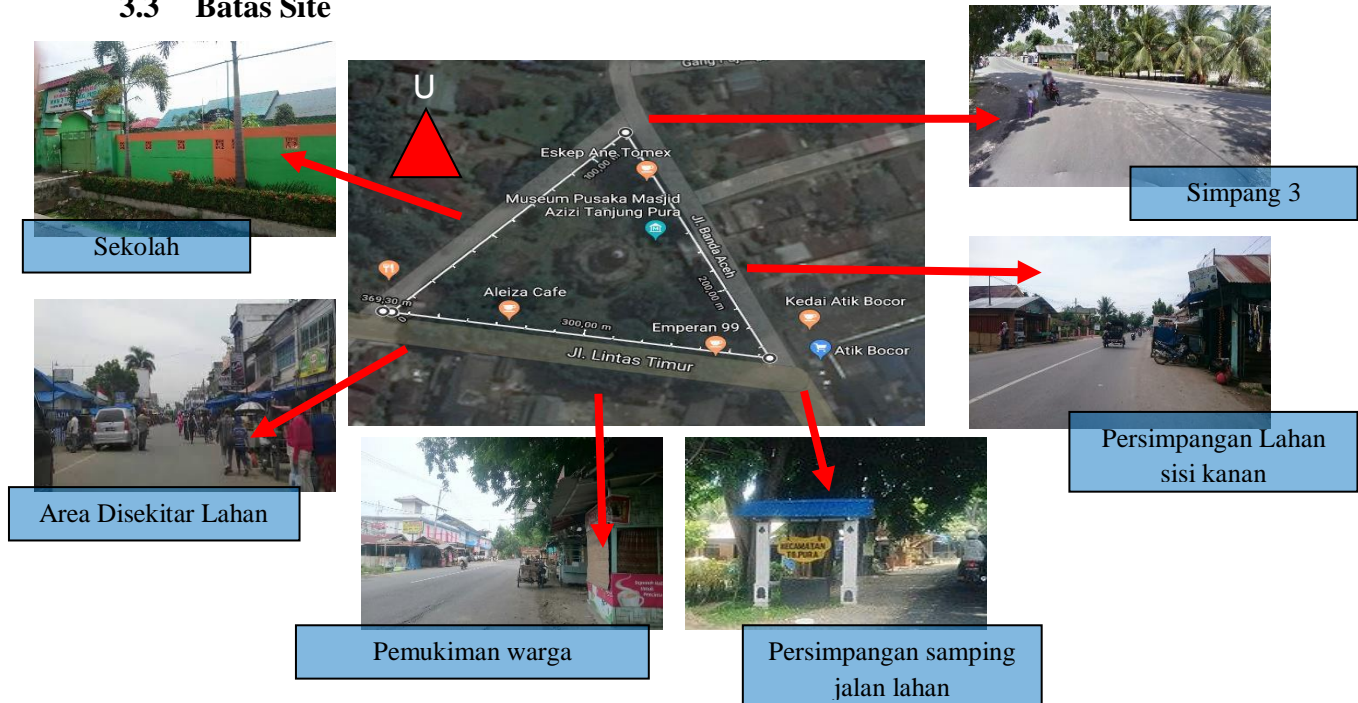 3.3 Batas Site
Sekolah
Area Disekitar Lahan
U
Gang
Eskep Ane Tomex
100,00 m
Museum Pusaka Masjid
Azizi Tanjung Pura
Jl. Banda Aceh
200,00 m
369,30 m
0
Aleiza Cafe
300,00 m
Emperan 99
Jl. Lintas Timur
Kedai Atik Bocor
Atik Bocor
Simpang 3
Persimpangan Lahan
sisi kanan
Pemukiman warga
KECAMATAN
TG.PURA
Persimpangan samping
jalan lahan